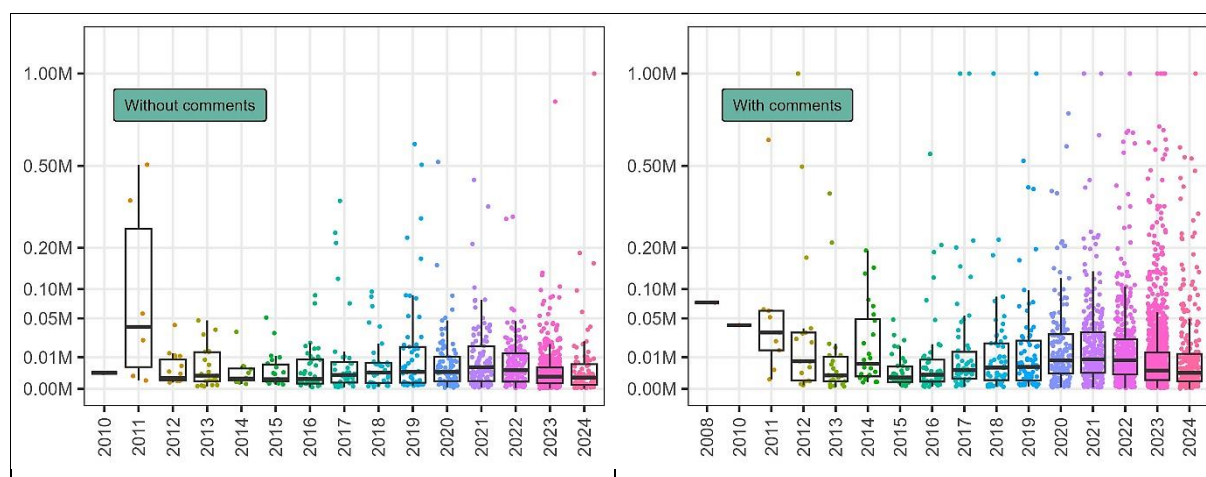 1.00M
Without comments
0.50M
0.20M
0.10M
0.05M
0.01M
0.00M
2010 2011 2012 2013 2014 2015 2016 2017 2018 2019 2020 2021 2022 2023 2024
1.00M
With comments
0.50M
0.20M
0.10M
0.05M
0.01M
0.00M
2008 2010 2011 2012 2013 2014 2015 2016 2017 2018 2019 2020 2021 2022 2023 2024